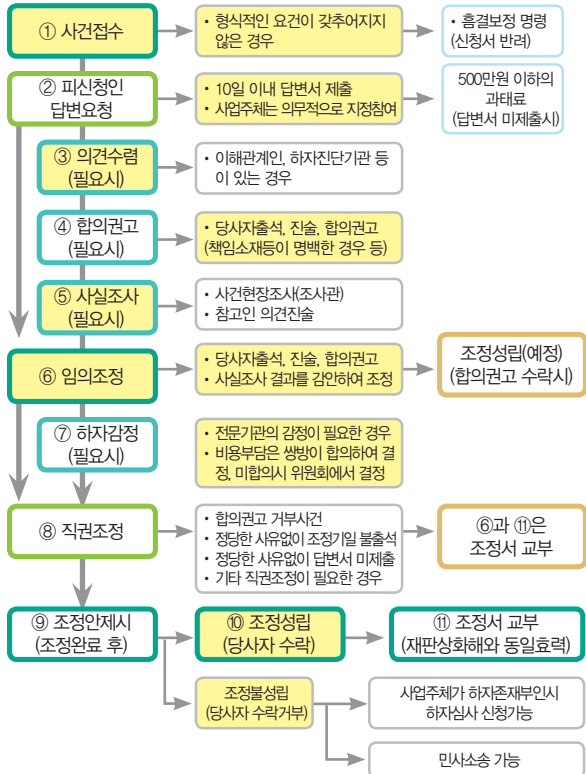 ① 사건접수
• 형식적인 요건이 갖추어지지
않은 경우
• 흠결보정 명령
(신청서 반려)
② 피신청인
답변요청
• 10일 이내 답변서 제출
• 사업주체는 의무적으로 지정참여
500만원 이하의
과태료
(답변서 미제출시)
③ 의견수렴
(필요시)
• 이해관계인, 하자진단기관 등
이 있는 경우
④ 합의권고
(필요시)
• 당사자출석, 진술, 합의권고
(책임소재등이 명백한 경우 등)
⑤ 사실조사
(필요시)
• 사건현장조사(조사관)
• 참고인 의견진술
⑥ 임의조정
• 당사자출석, 진술, 합의권고
• 사실조사 결과를 감안하여 조정
조정성립(예정)
(합의권고 수락시)
⑦ 하자감정
(필요시)
• 전문기관의 감정이 필요한 경우
• 비용부담은 쌍방이 합의하여 결
정, 미합의시 위원회에서 결정
⑧ 직권조정
• 합의권고 거부사건
• 정당한 사유없이 조정기일 불출석
• 정당한 사유없이 답변서 미제출
• 기타 직권조정이 필요한 경우
⑥과 ⑪은
조정서 교부
⑨ 조정안제시
(조정완료 후)
⑩ 조정성립
(당사자 수락)
⑪ 조정서 교부
(재판상화해와 동일효력)
조정불성립
(당사자 수락거부)
사업주체가 하자존재부인시
하자심사 신청가능
민사소송 가능